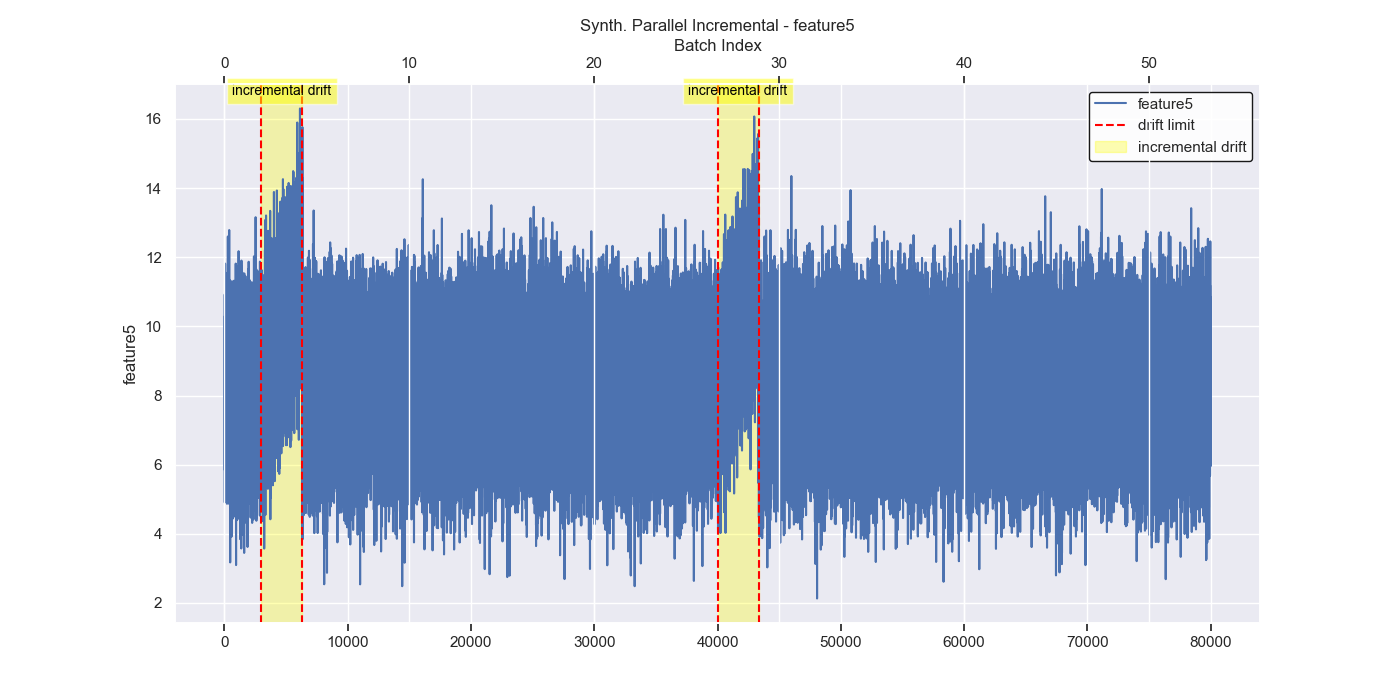 Synth. Parallel Incremental - feature5
Batch Index
0 10 20 30 40 50
incremental drift incremental drift
feature5
drift limit
incremental drift
16
14
12
10
8
6
4
2
feature5
0 10000 20000 30000 40000 50000 60000 70000 80000